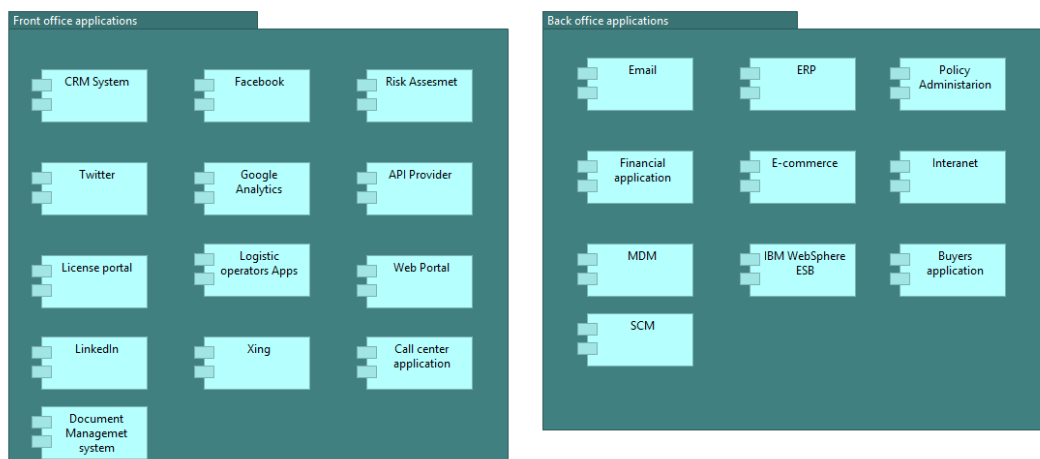 Front office applications
CRM System
Facebook
Risk Assesmet
Twitter
Google
Analytics
API Provider
License portal
Logistic
operators Apps
Web Portal
LinkedIn
Xing
Call center
application
Document
Managemet
system
Back office applications
Email
ERP
Policy
Administarion
Financial
application
E-commerce
Interanet
MDM
IBM WebSphere
ESB
Buyers
application
SCM